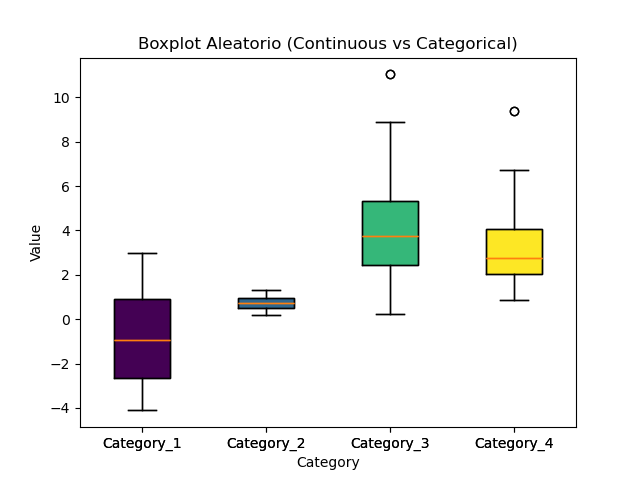 Boxplot Aleatorio (Continuous vs Categorical)
Value
10
8
6
4
2
0
−2
−4
Category_1 Category_2 Category_3 Category_4
Category